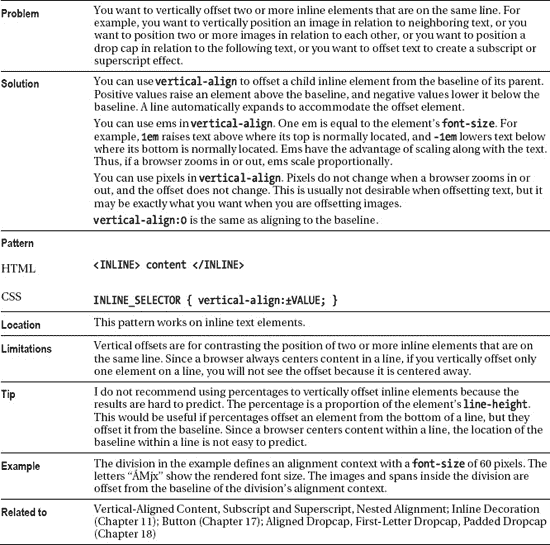 Problem
You want to vertically offset two or more inline elements that are on the same line. For
example, you want to vertically position an image in relation to neighboring text, or you
want to position two or more images in relation to each other, or you want to position a
drop cap in relation to the following text, or you want to offset text to create a subscript or
superscript effect.
Solution
You can use vertical-align to offset a child inline element from the baseline of its parent.
Positive values raise an element above the baseline, and negative values lower it below the
baseline. A line automatically expands to accommodate the offset element.
You can use ems in vertical-align. One em is equal to the element's font-size. For
example, 1em raises text above where its top is normally located, and -1em lowers text below
where its bottom is normally located. Ems have the advantage of scaling along with the text.
Thus, if a browser zooms in or out, ems scale proportionally.
You can use pixels in vertical-align. Pixels do not change when a browser zooms in or
out, and the offset does not change. This is usually not desirable when offsetting text, but it
may be exactly what you want when you are offsetting images.
vertical-align:0 is the same as aligning to the baseline.
Pattern
HTML
<INLINE> content </INLINE>
CSS
INLINE_SELECTOR { vertical-align:±VALUE; }
Location
This pattern works on inline text elements.
Limitations
Vertical offsets are for contrasting the position of two or more inline elements that are on
the same line. Since a browser always centers content in a line, if you vertically offset only
one element on a line, you will not see the offset because it is centered away.
Tip
I do not recommend using percentages to vertically offset inline elements because the
results are hard to predict. The percentage is a proportion of the element's line-height.
This would be useful if percentages offset an element from the bottom of a line, but they
offset it from the baseline. Since a browser centers content within a line, the location of the
baseline within a line is not easy to predict.
Example
The division in the example defines an alignment context with a font-size of 60 pixels. The
letters “ÁMjx” show the rendered font size. The images and spans inside the division are
offset from the baseline of the division's alignment context.
Related to
Vertical-Aligned Content, Subscript and Superscript, Nested Alignment; Inline Decoration
(Chapter 11); Button (Chapter 17); Aligned Dropcap, First-Letter Dropcap, Padded Dropcap
(Chapter 18)